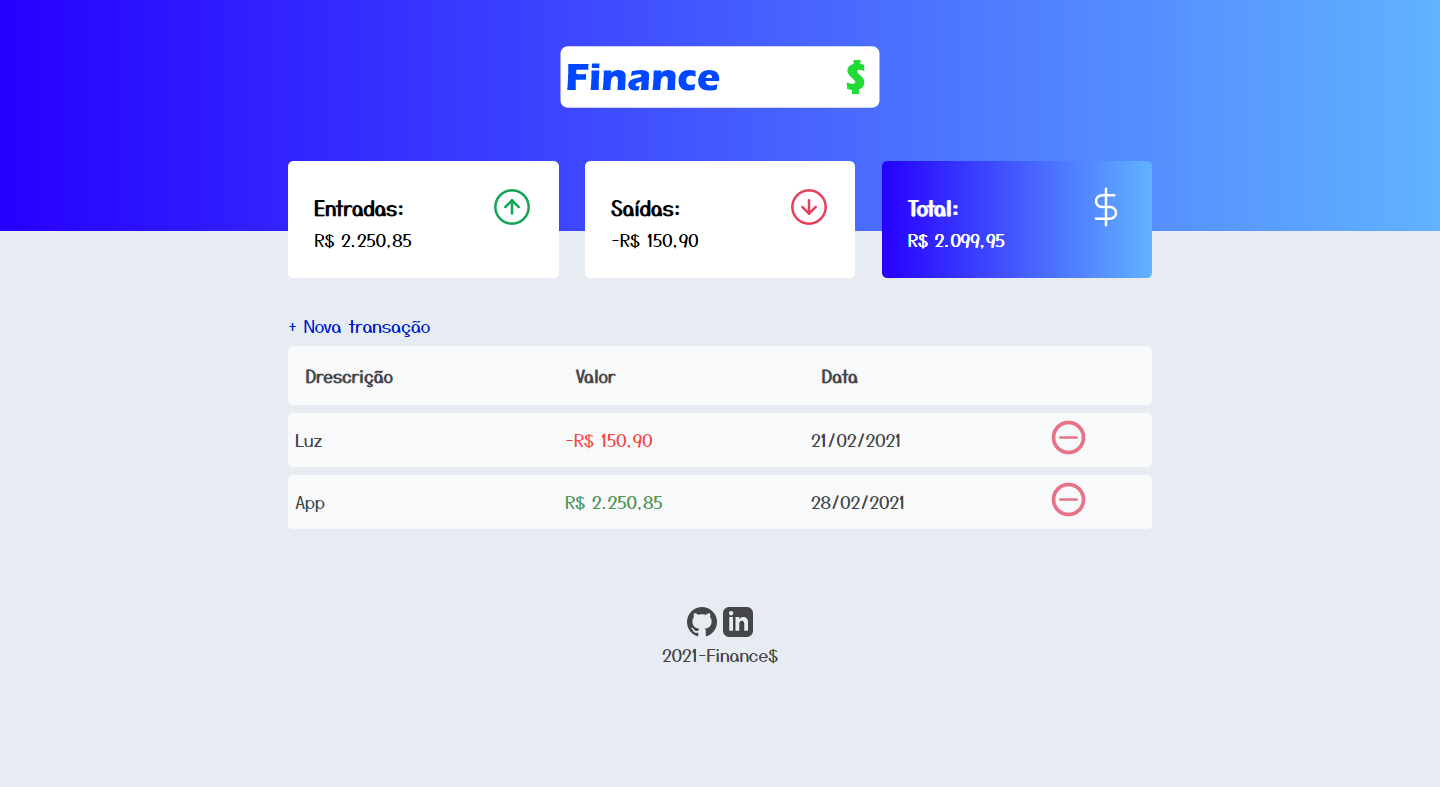 Finance $
Entradas:
R$ 2.250,85
Saídas:
-R$ 150,90
Total:
R$ 2.099,95
+ Nova transação
Drescrição Valor Data
Luz -R$ 150,90 21/02/2021
App R$ 2.250,85 28/02/2021
in
2021-Finance$